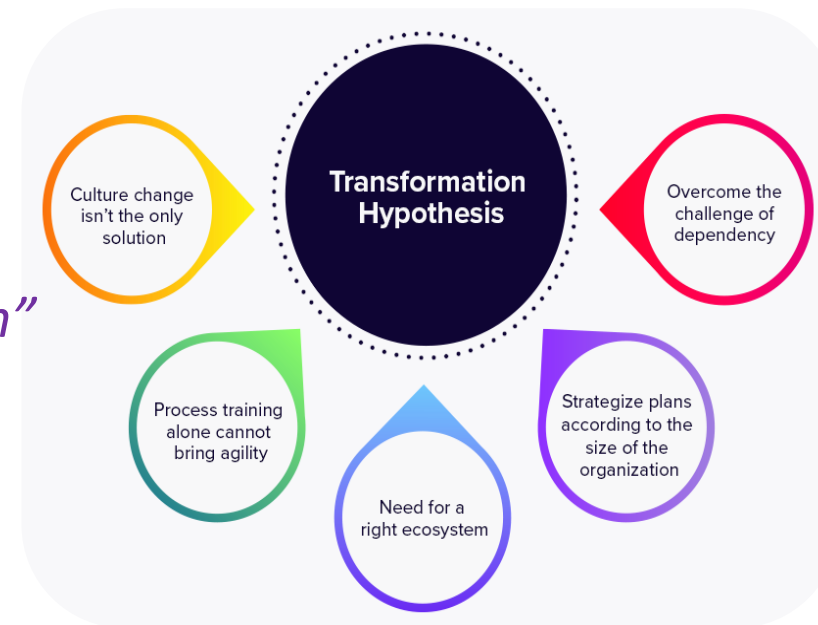 Transformation
Hypothesis
Culture change
isn't the only
solution
Process training
alone cannot
bring agility
Need for a
right ecosystem
Strategize plans
according to the
size of the
organization
Overcome the
challenge of
dependency